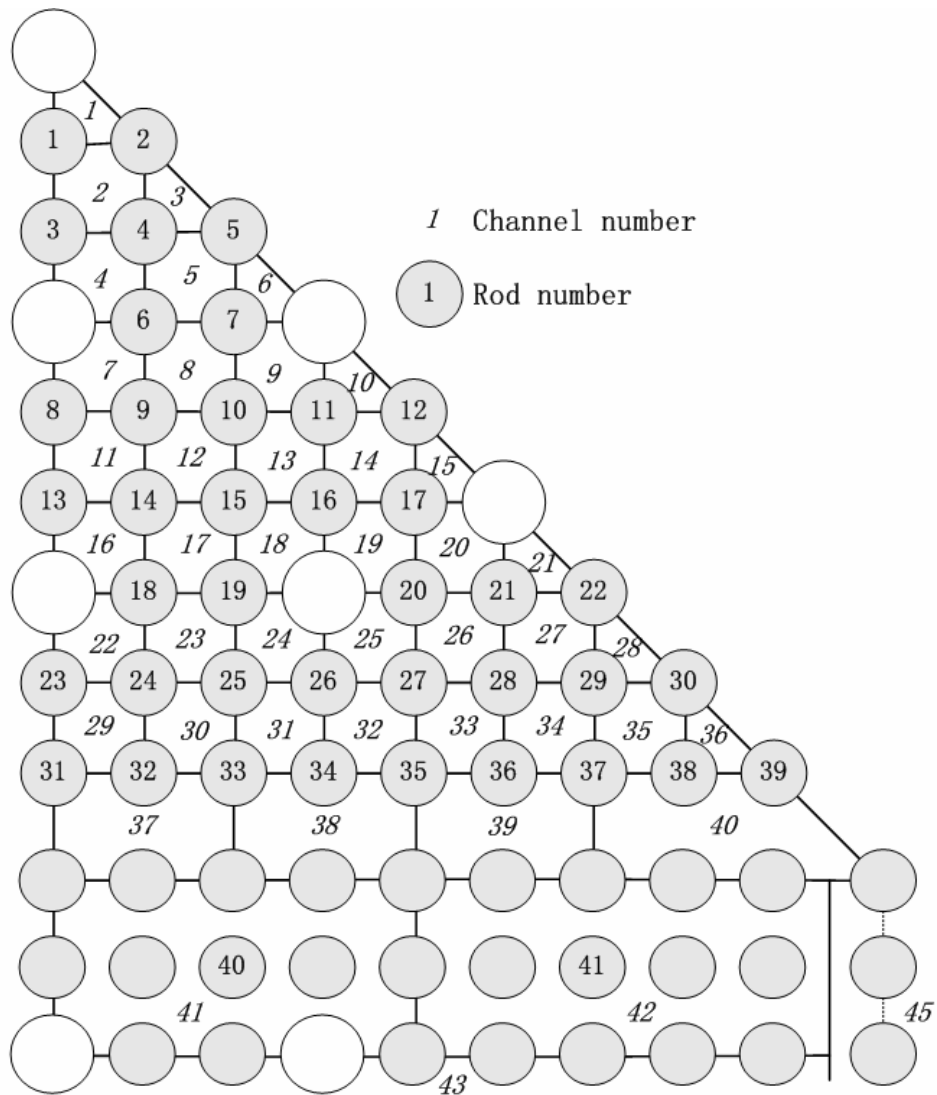 1
1 2
2 3
3 4 5
1 Channel number
4 5 6
1 Rod number
6 7
7 8 9 10
8 9 10 11 12
11 12 13 14 15
13 14 15 16 17
16 17 18 19 20 21
18 19 20 21 22
22 23 24 25 26 27 28
23 24 25 26 27 28 29 30
29 30 31 32 33 34 35 36
31 32 33 34 35 36 37 38 39
37 38 39 40
40 41
41 42 45
43